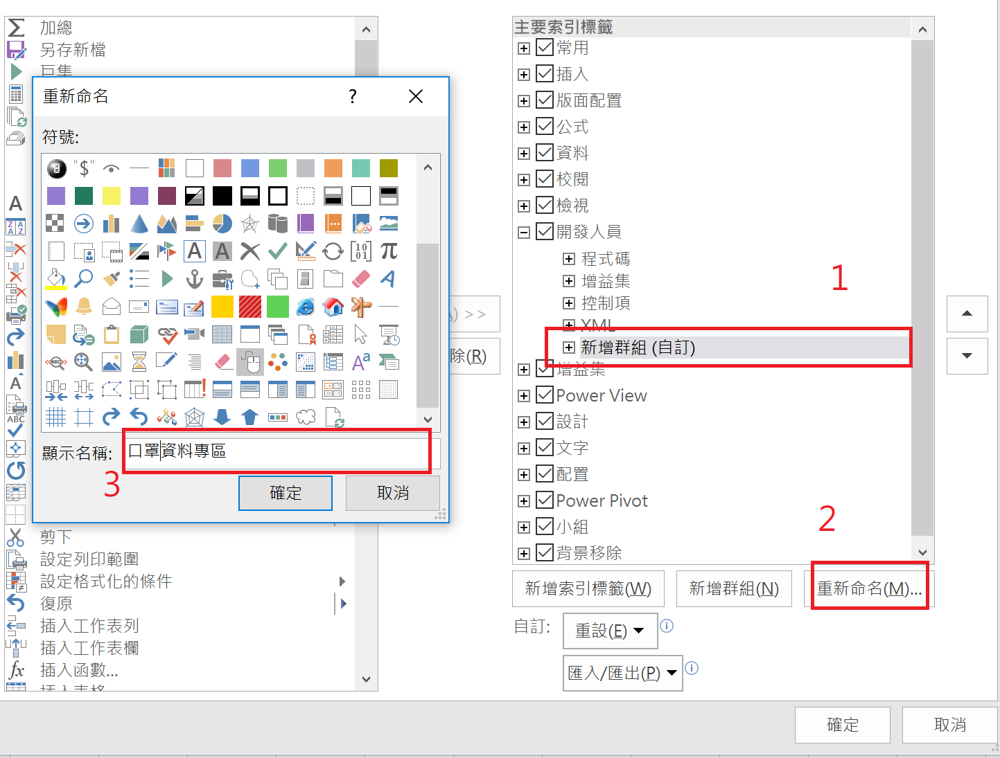 加總
另存新檔
巨集
重新命名
?
符號:
顯示名稱:
口罩資料專區
3
確定
取消
剪下
設定列印範圍
設定格式化的條件
復原
插入工作表列
插入工作表欄
插入函數...
插入表格
除(R)
主要索引標籤
常用
插入
版面配置
公式
資料
校閱
檢視
開發人員
程式碼
增益集
控制項
XML
新增群組 (自訂)
增益集
Power View
設計
文字
配置
Power Pivot
小組
背景移除
1
2
新增索引標籤(W)
新增群組(N)
重新命名(M)...
自訂:
重設(E)
匯入/匯出(P)
確定
取消